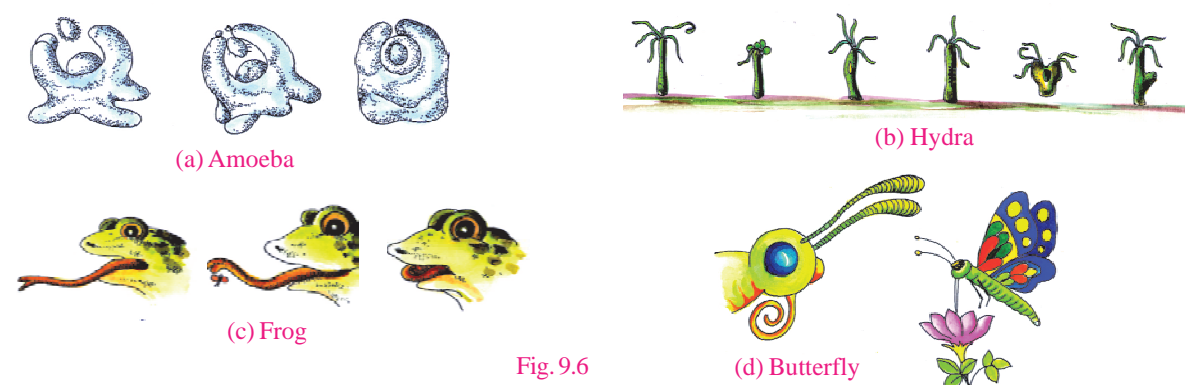 (a) Amoeba
(b) Hydra
(c) Frog
Fig. 9.6
(d) Butterfly